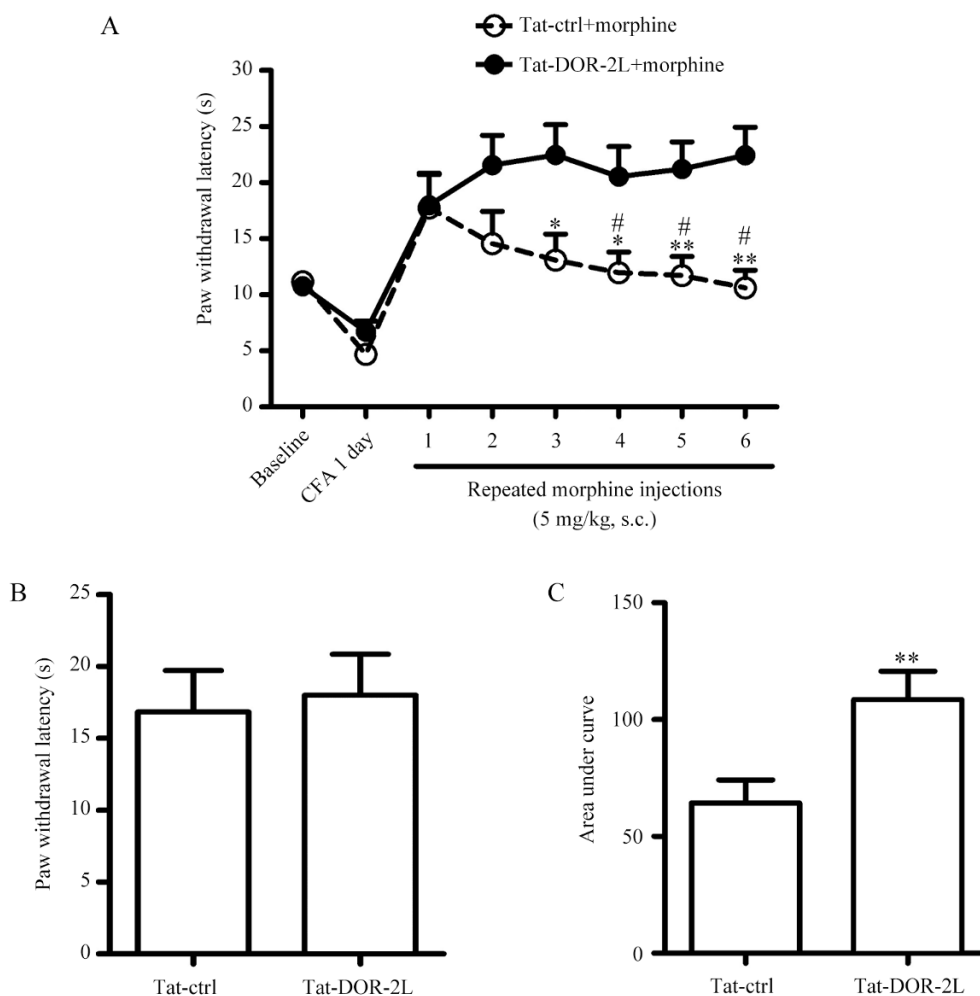 A
Tat-ctrl+morphine
Tat-DOR-2L+morphine
Paw withdrawal latency (s)
30
25
20
15
10
5
0
* # * # ** # **
Baseline
CFA 1 day
1 2 3 4 5 6
Repeated morphine injections
(5 mg/kg, s.c.)
B
Paw withdrawal latency (s)
25
20
15
10
5
0
Tat-ctrl Tat-DOR-2L
C
Area under curve
150
100
50
0
**
Tat-ctrl Tat-DOR-2L